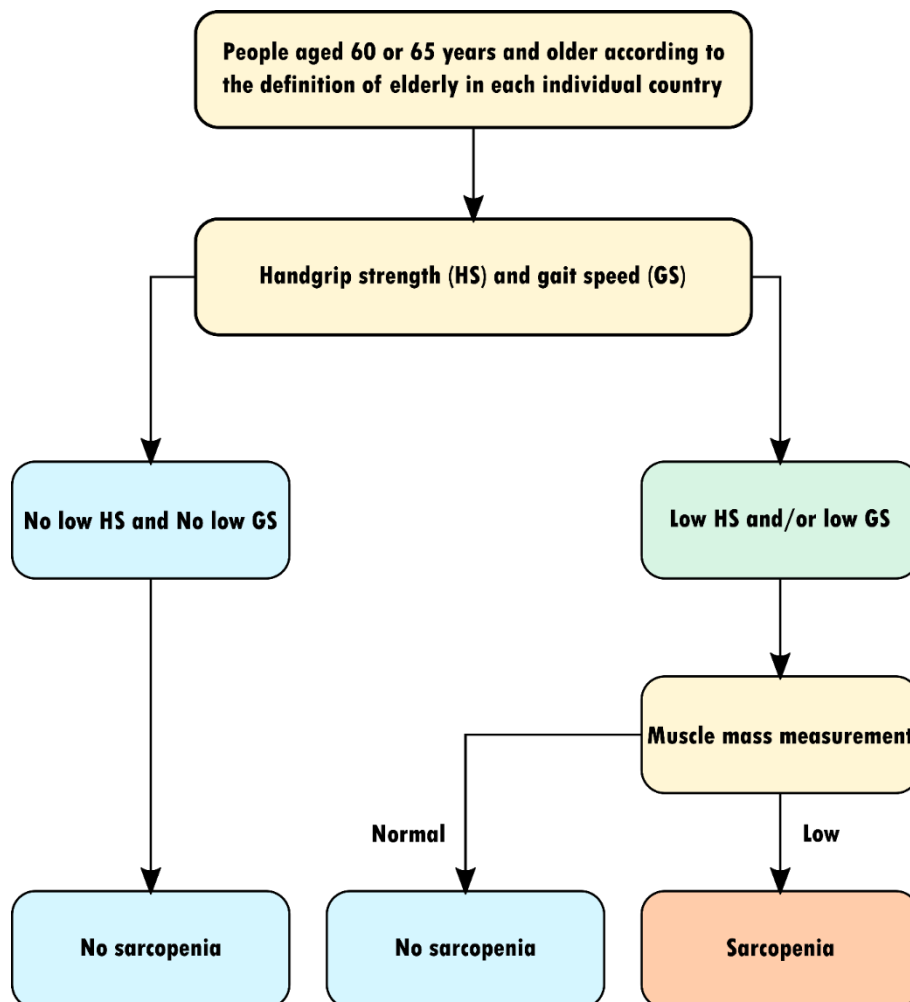 People aged 60 or 65 years and older according to
the definition of elderly in each individual country
Handgrip strength (HS) and gait speed (GS)
No low HS and No low GS
Low HS and/or low GS
Muscle mass measurement
Normal
Low
No sarcopenia
No sarcopenia
Sarcopenia